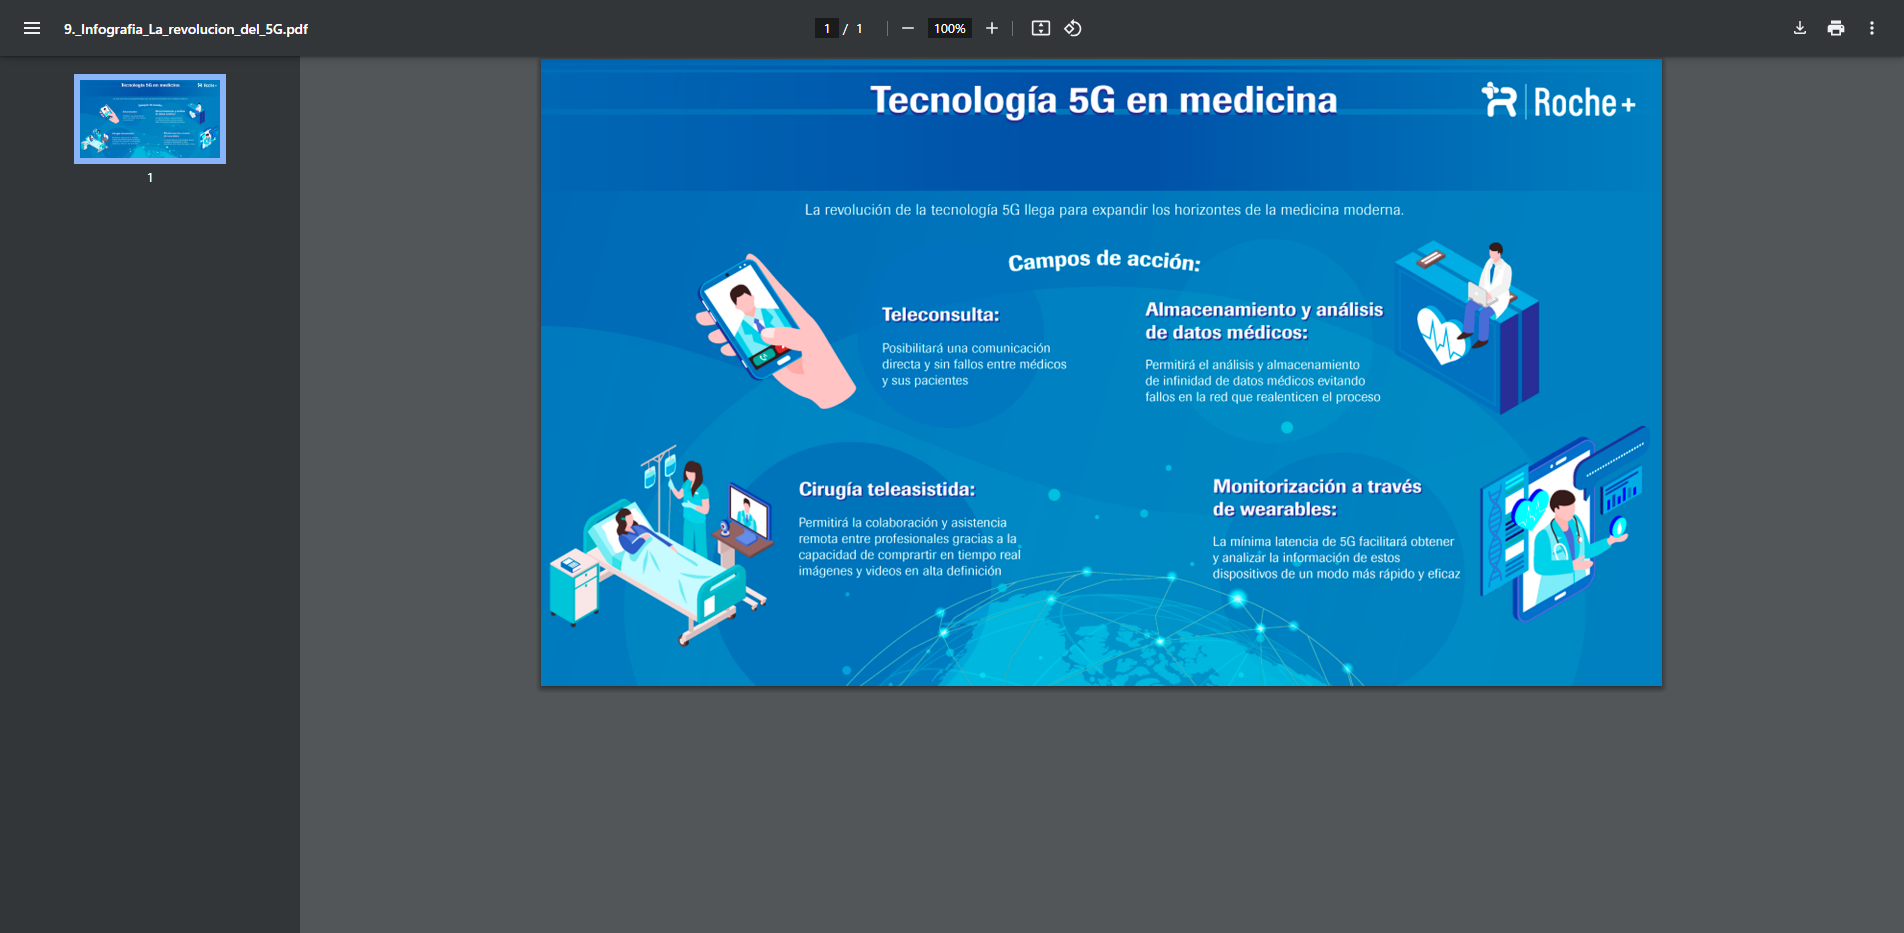 9._Infografia_La_revolucion_del_5G.pdf
1 / 1
100%
1
Tecnología 5G en medicina
Roche+
La revolución de la tecnología 5G llega para expandir los horizontes de la medicina moderna.
Campos de acción:
Teleconsulta:
Posibilitará una comunicación
directa y sin fallos entre médicos
y sus pacientes
Almacenamiento y análisis
de datos médicos:
Permitirá el análisis y almacenamiento
de infinidad de datos médicos evitando
fallos en la red que realenticen el proceso
Cirugía teleasistida:
Permitirá la colaboración y asistencia
remota entre profesionales gracias a la
capacidad de comprartir en tiempo real
imágenes y videos en alta definición
Monitorización a través
de wearables:
La mínima latencia de 5G facilitará obtener
y analizar la información de estos
dispositivos de un modo más rápido y eficaz